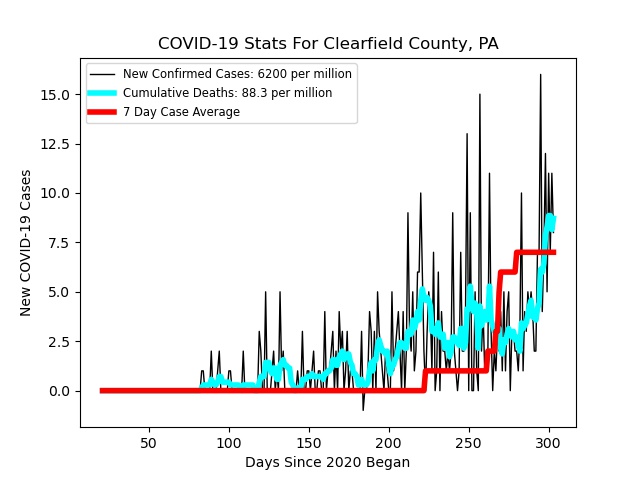 COVID-19 Stats For Clearfield County, PA
New Confirmed Cases: 6200 per million
Cumulative Deaths: 88.3 per million
7 Day Case Average
New COVID-19 Cases
15.0
12.5
10.0
7.5
5.0
2.5
0.0
50 100 150 200 250 300
Days Since 2020 Began